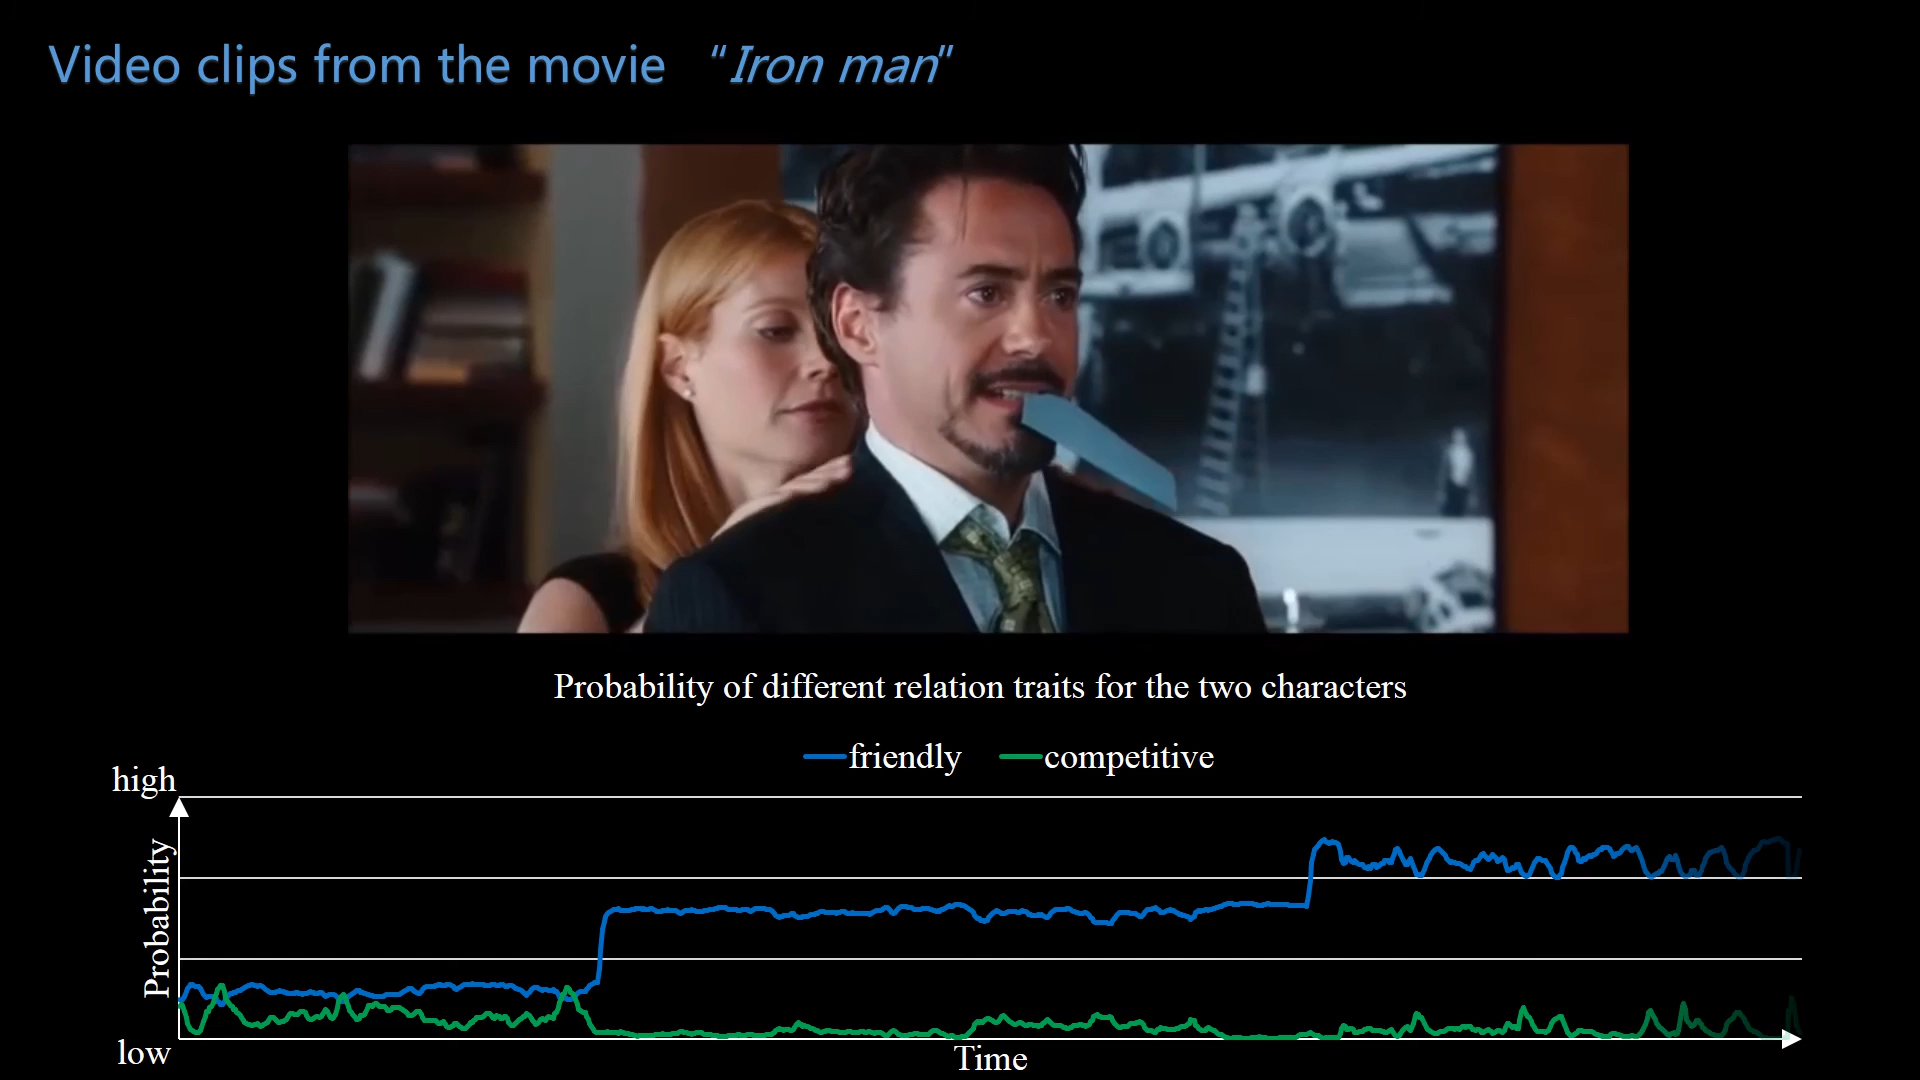 Video clips from the movie “Iron man”
Probability of different relation traits for the two characters
friendly competitive
high
Probability
low
Time